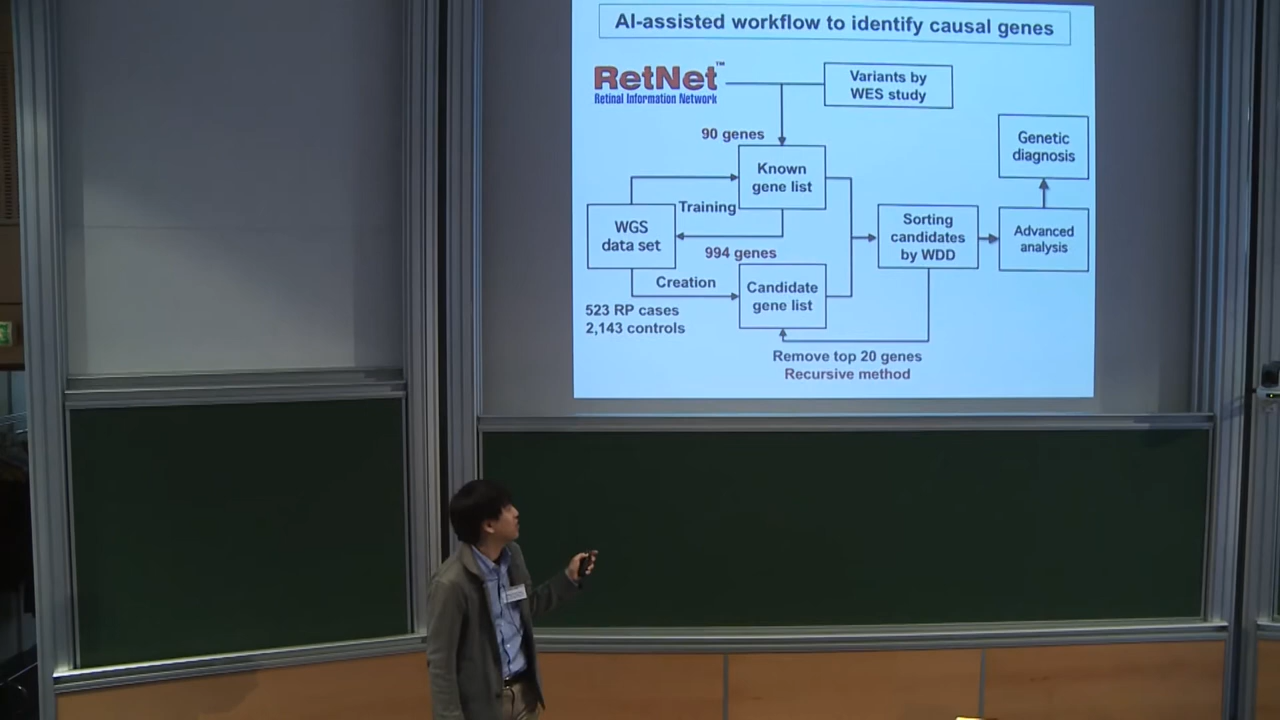 AI-assisted workflow to identify causal genes
RetNet™
Retinal Information Network
Variants by
WES study
90 genes
Known
gene list
Genetic
diagnosis
Training
WGS
data set
Sorting
candidates
by WDD
Advanced
analysis
994 genes
Creation
Candidate
gene list
523 RP cases
2,143 controls
Remove top 20 genes
Recursive method